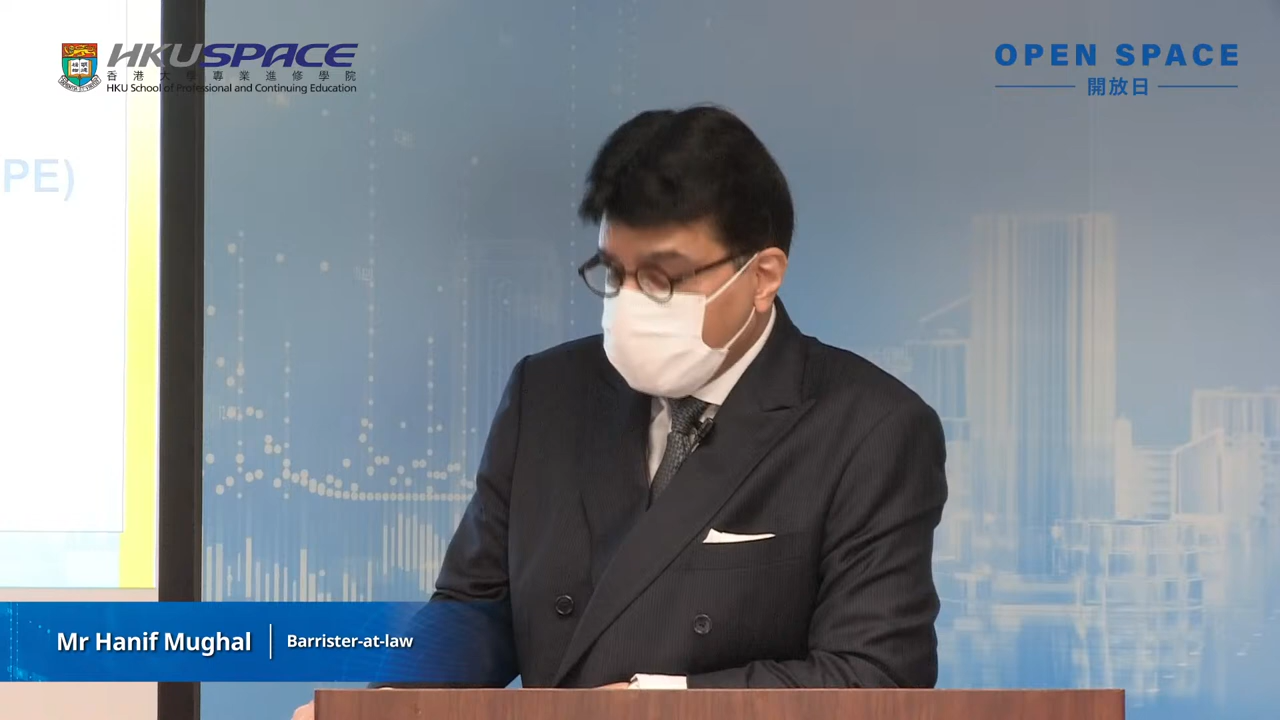 HKUSPACE
香港大學專業進修學院
HKU School of Professional and Continuing Education
OPEN SPACE
開放日
PE)
Mr Hanif Mughal
Barrister-at-law